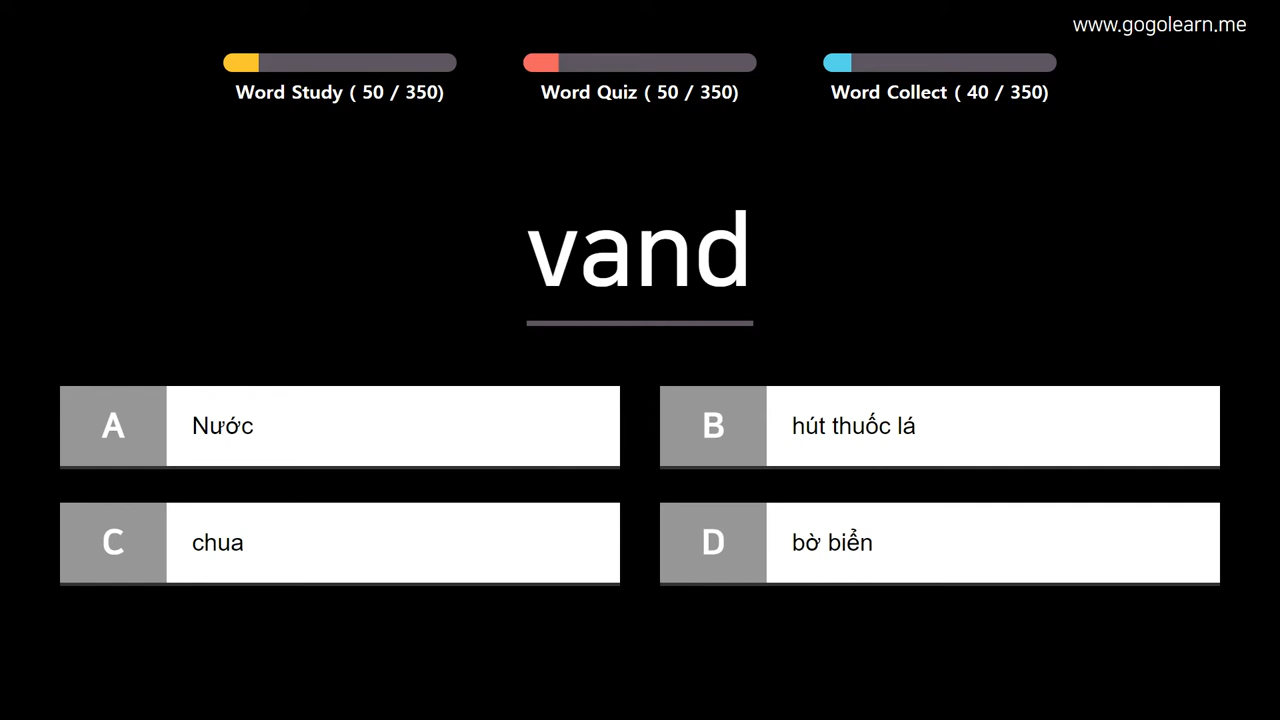 www.gogolearn.me
Word Study ( 50 / 350)
Word Quiz ( 50 / 350)
Word Collect ( 40 / 350)
vand
A Nước
B hút thuốc lá
C chua
D bờ biển